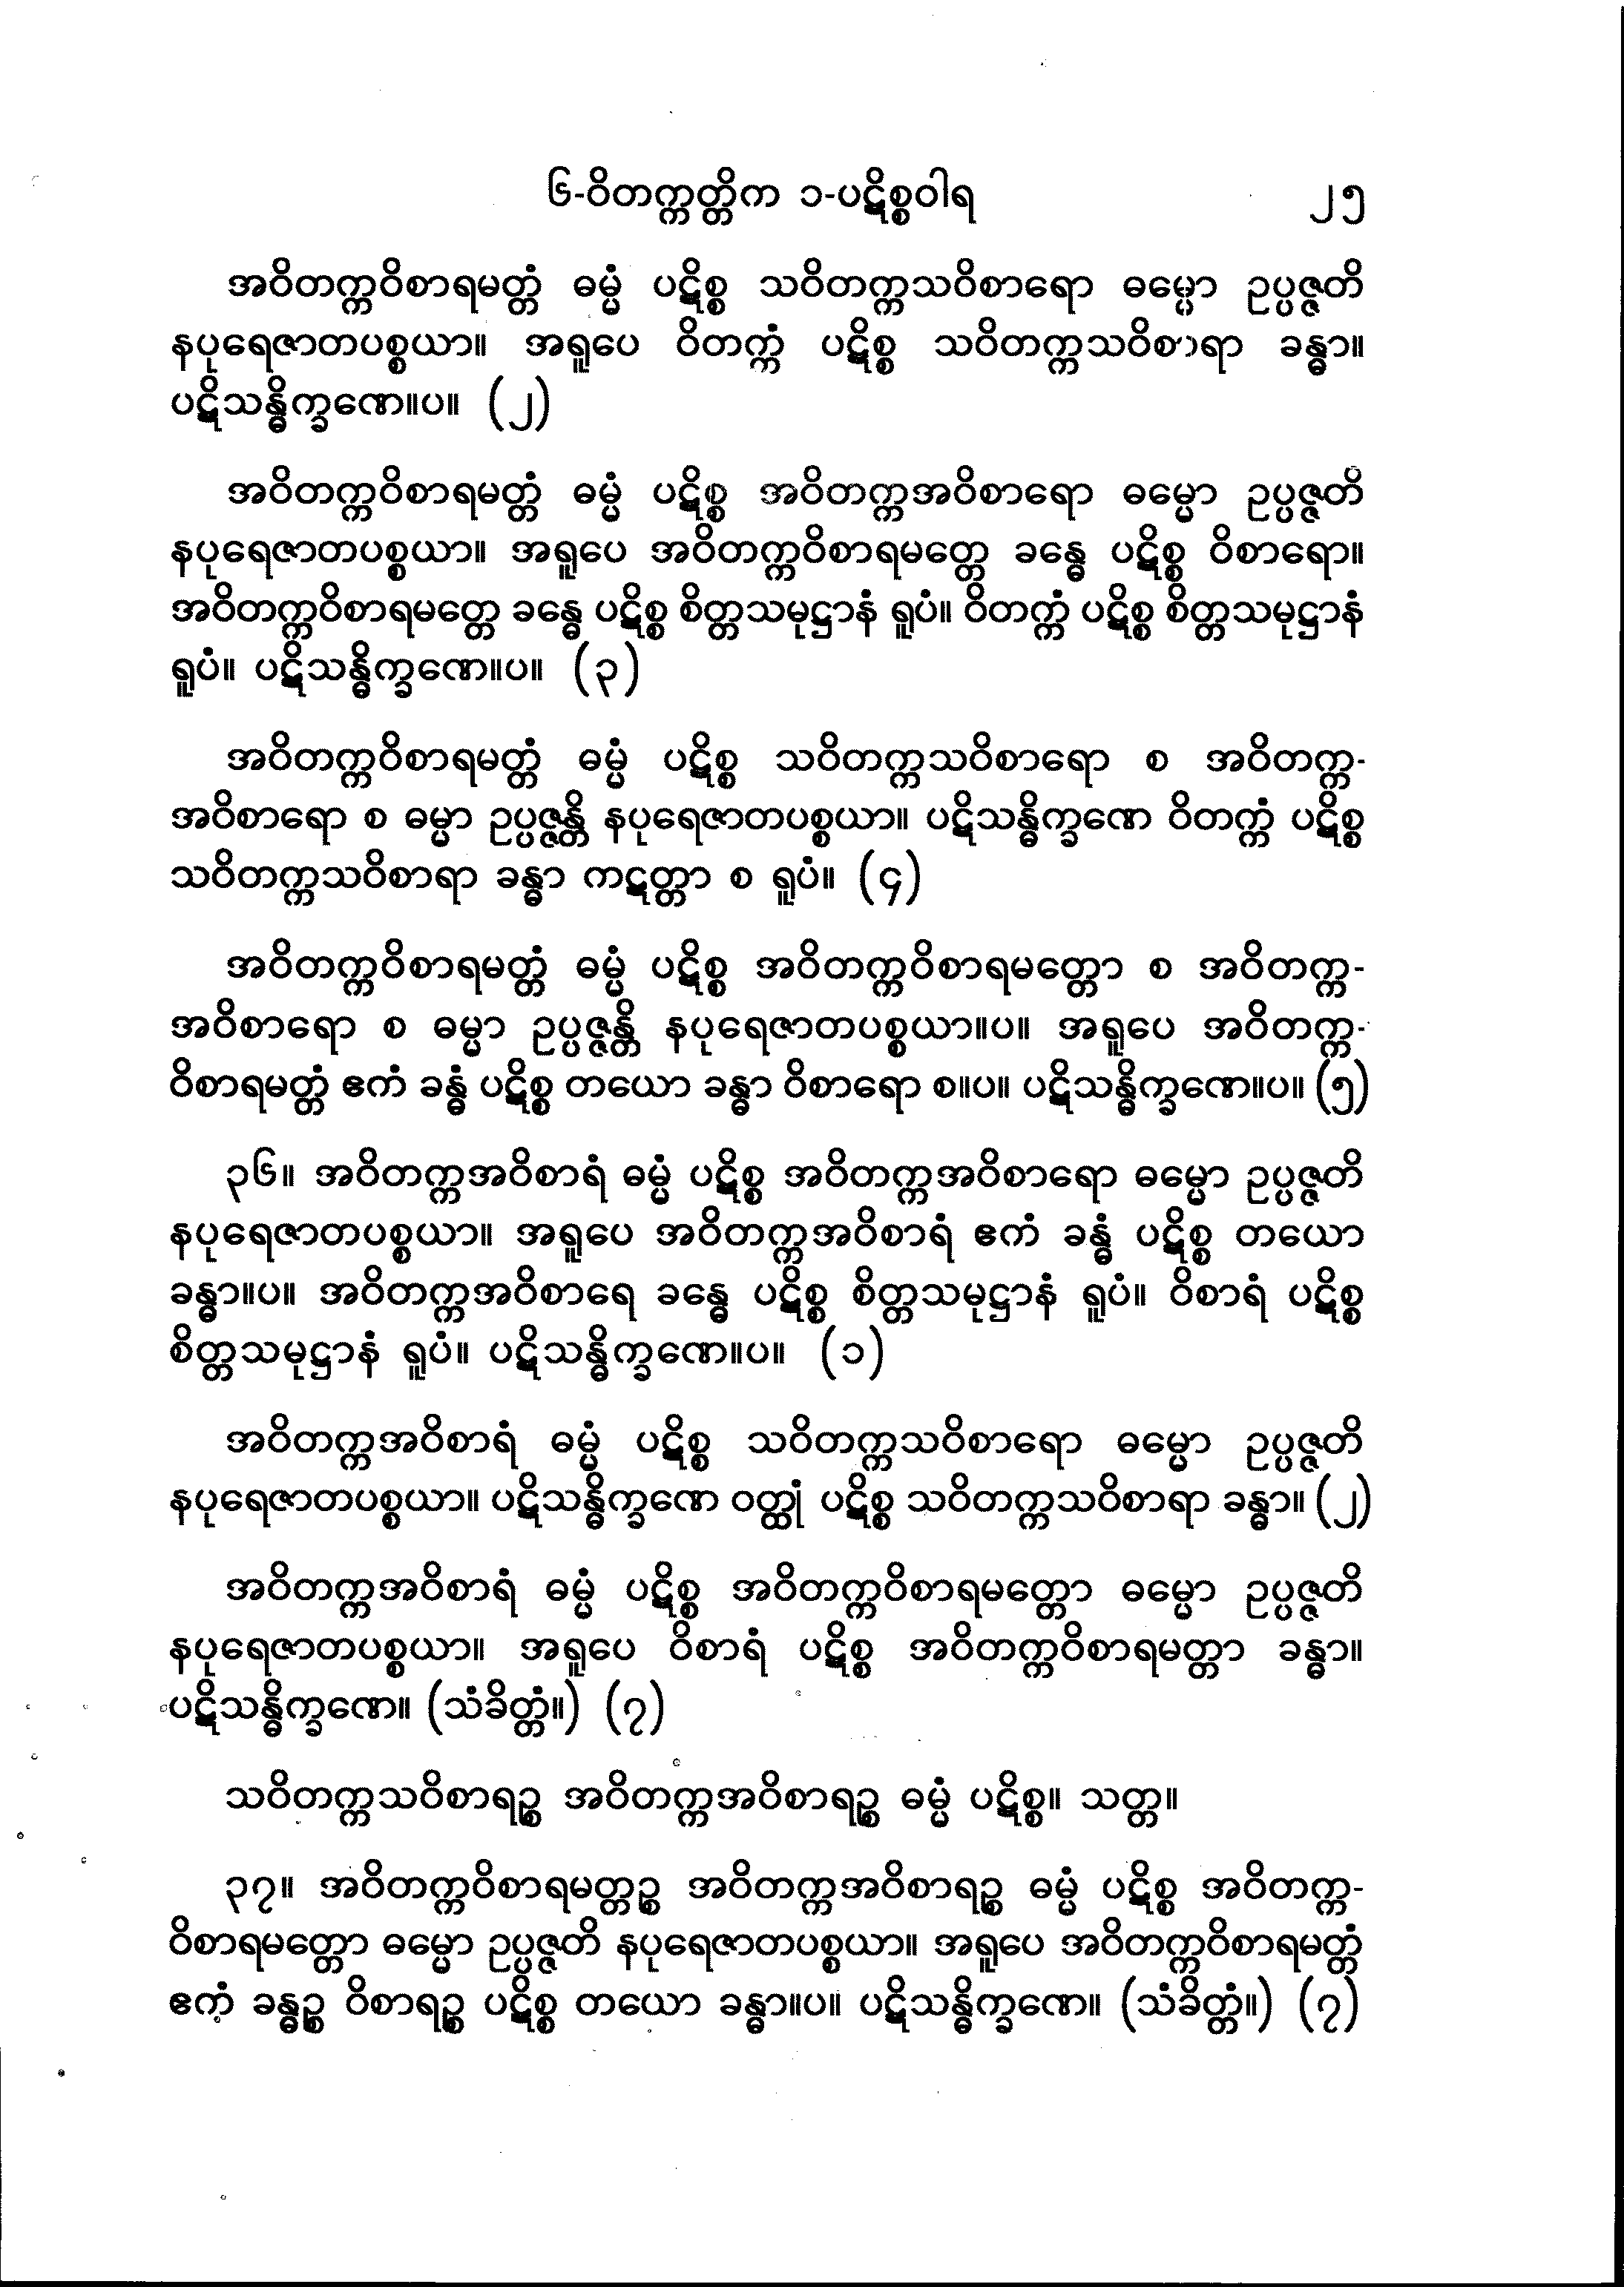 ၆-ဝိတက္ကတ္တိက ၁-ပဋိစ္စဝါရ ၂၅
အဝိတက္ကဝိစာရမတ္တံ ဓမ္မံ ပဋိစ္စ သဝိတက္ကသဝိစာရော ဓမ္မော ဥပ္ပဇ္ဇတိ
နပုရေဇာတပစ္စယာ။ အရူပေ ဝိတက္ကံ ပဋိစ္စ သဝိတက္ကသဝိစာရာ ခန္ဓာ။
ပဋိသန္ဓိက္ခဏေ။ပ။ (၂)
အဝိတက္ကဝိစာရမတ္တံ ဓမ္မံ ပဋိစ္စ အဝိတက္ကအဝိစာရော ဓမ္မော ဥပ္ပဇ္ဇတိ
နပုရေဇာတပစ္စယာ။ အရူပေ အဝိတက္ကဝိစာရမတ္တေ ခန္ဓေ ပဋိစ္စ ဝိစာရော။
အဝိတက္ကဝိစာရမတ္တေ ခန္ဓေ ပဋိစ္စ စိတ္တသမုဋ္ဌာနံ ရူပံ။ ဝိတက္ကံ ပဋိစ္စ စိတ္တသမုဋ္ဌာနံ
ရူပံ။ ပဋိသန္ဓိက္ခဏေ။ပ။ (၃)
အဝိတက္ကဝိစာရမတ္တံ ဓမ္မံ ပဋိစ္စ သဝိတက္ကသဝိစာရော စ အဝိတက္က-
အဝိစာရော စ ဓမ္မာ ဥပ္ပဇ္ဇန္တိ နပုရေဇာတပစ္စယာ။ ပဋိသန္ဓိက္ခဏေ ဝိတက္ကံ ပဋိစ္စ
သဝိတက္ကသဝိစာရာ ခန္ဓာ ကဋတ္တာ စ ရူပံ။ (၄)
အဝိတက္ကဝိစာရမတ္တံ ဓမ္မံ ပဋိစ္စ အဝိတက္ကဝိစာရမတ္တော စ အဝိတက္က-
အဝိစာရော စ ဓမ္မာ ဥပ္ပဇ္ဇန္တိ နပုရေဇာတပစ္စယာ။ပ။ အရူပေ အဝိတက္က-
ဝိစာရမတ္တံ ဧကံ ခန္ဓံ ပဋိစ္စ တယော ခန္ဓာ ဝိစာရော စ။ပ။ ပဋိသန္ဓိက္ခဏေ။ပ။ (၅)
၃၆။ အဝိတက္ကအဝိစာရံ ဓမ္မံ ပဋိစ္စ အဝိတက္ကအဝိစာရော ဓမ္မော ဥပ္ပဇ္ဇတိ
နပုရေဇာတပစ္စယာ။ အရူပေ အဝိတက္ကအဝိစာရံ ဧကံ ခန္ဓံ ပဋိစ္စ တယော
ခန္ဓာ။ပ။ အဝိတက္ကအဝိစာရေ ခန္ဓေ ပဋိစ္စ စိတ္တသမုဋ္ဌာနံ ရူပံ။ ဝိစာရံ ပဋိစ္စ
စိတ္တသမုဋ္ဌာနံ ရူပံ။ ပဋိသန္ဓိက္ခဏေ။ပ။ (၁)
အဝိတက္ကအဝိစာရံ ဓမ္မံ ပဋိစ္စ သဝိတက္ကသဝိစာရော ဓမ္မော ဥပ္ပဇ္ဇတိ
နပုရေဇာတပစ္စယာ။ ပဋိသန္ဓိက္ခဏေ ဝတ္ထုံ ပဋိစ္စ သဝိတက္ကသဝိစာရာ ခန္ဓာ။ (၂)
အဝိတက္ကအဝိစာရံ ဓမ္မံ ပဋိစ္စ အဝိတက္ကဝိစာရမတ္တော ဓမ္မော ဥပ္ပဇ္ဇတိ
နပုရေဇာတပစ္စယာ။ အရူပေ ဝိစာရံ ပဋိစ္စ အဝိတက္ကဝိစာရမတ္တာ ခန္ဓာ။
ပဋိသန္ဓိက္ခဏေ။ (သံခိတ္တံ။) (၇)
သဝိတက္ကသဝိစာရဉ္စ အဝိတက္ကအဝိစာရဉ္စ ဓမ္မံ ပဋိစ္စ။ သတ္တ။
၃၇။ အဝိတက္ကဝိစာရမတ္တဉ္စ အဝိတက္ကအဝိစာရဉ္စ ဓမ္မံ ပဋိစ္စ အဝိတက္က-
ဝိစာရမတ္တော ဓမ္မော ဥပ္ပဇ္ဇတိ နပုရေဇာတပစ္စယာ။ အရူပေ အဝိတက္ကဝိစာရမတ္တံ
ဧကံ ခန္ဓဉ္စ ဝိစာရဉ္စ ပဋိစ္စ တယော ခန္ဓာ။ပ။ ပဋိသန္ဓိက္ခဏေ။ (သံခိတ္တံ။) (၇)